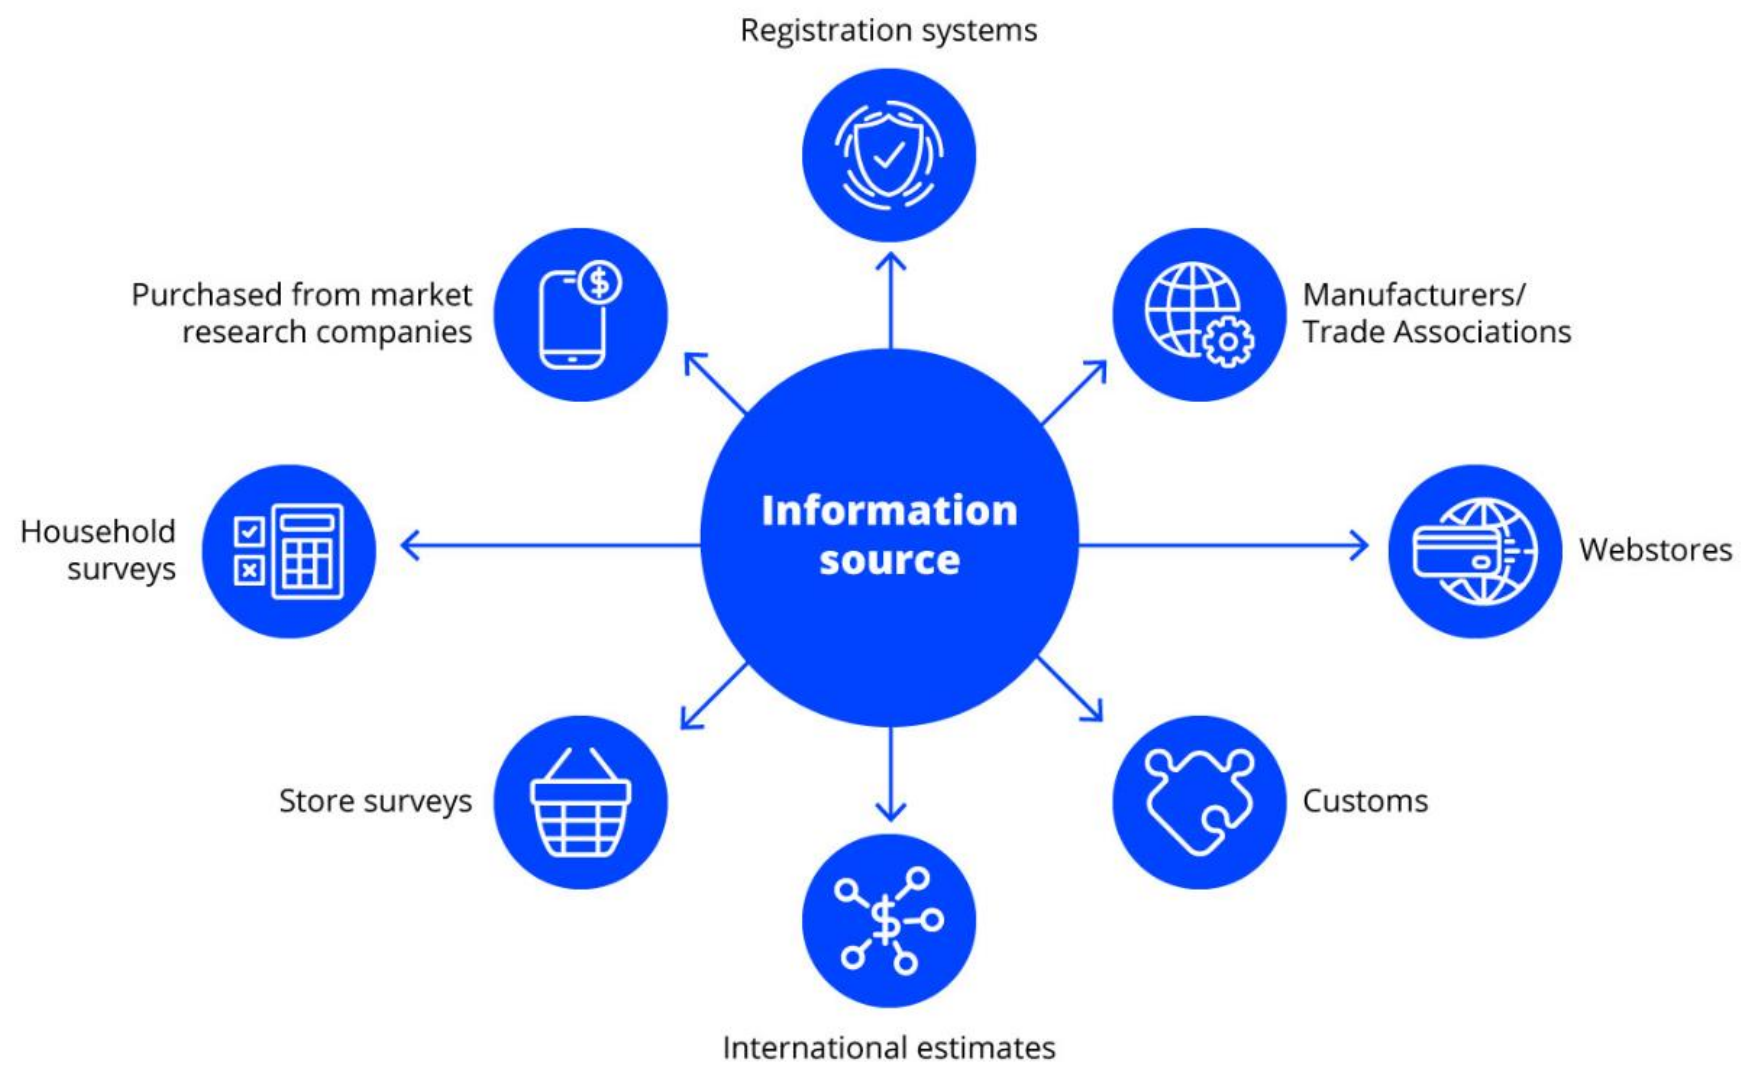 Registration systems
Purchased from market
research companies
Manufacturers/
Trade Associations
Household
surveys
Information
source
Webstores
Store surveys
Customs
International estimates